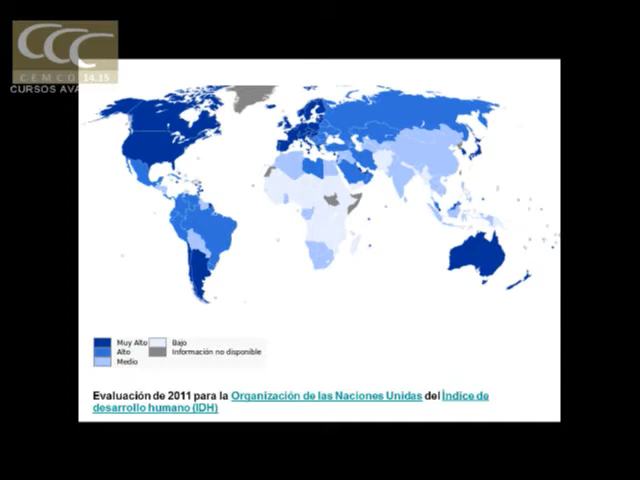 CCC
CEMCO 14.15
CURSOS AVA
Muy Alto
Alto
Medio
Bajo
Información no disponible
Evaluación de 2011 para la Organización de las Naciones Unidas del Índice de
desarrollo humano (IDH)